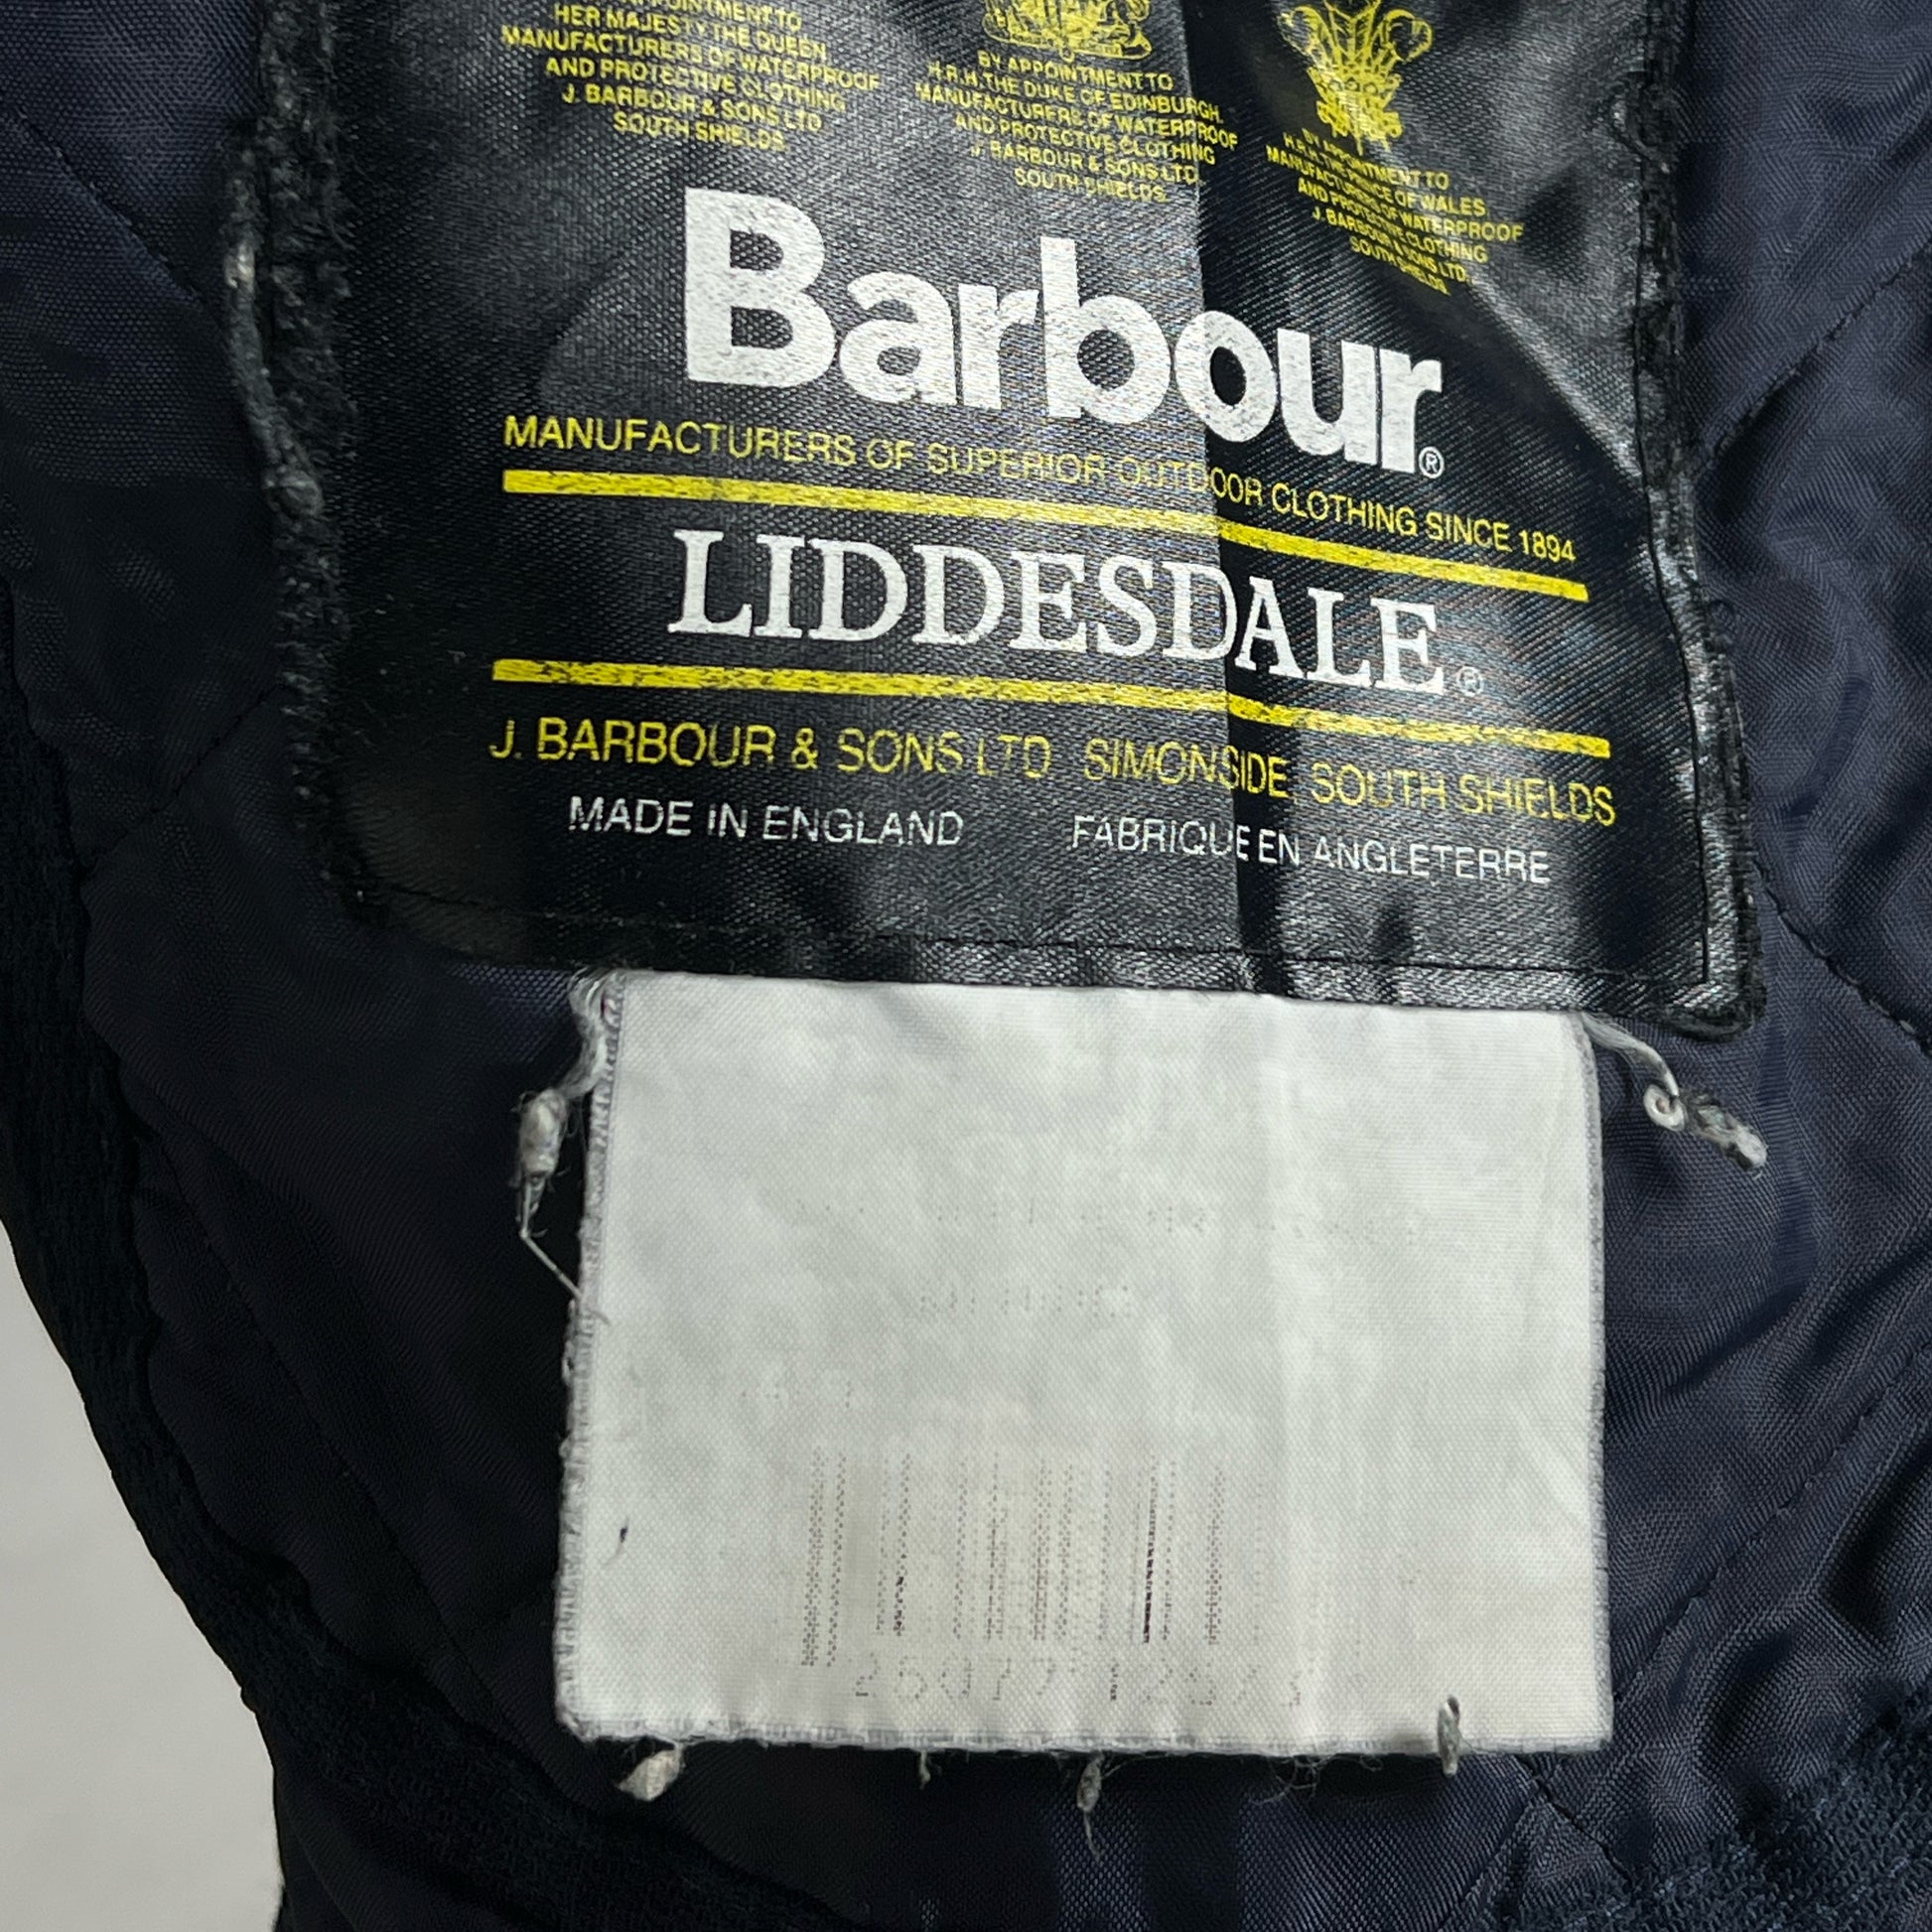 APPOINTMENT TO
HER MAJESTY THE QUEEN
MANUFACTURERS OF WATERPROOF
AND PROTECTIVE CLOTHING
J. BARBOUR & SONS LTD
SOUTH SHIELDS
BY APPOINTMENT TO
H.R.H. THE DUKE OF EDINBURGH.
MANUFACTURERS OF WATERPROOF
AND PROTECTIVE CLOTHING
J. BARBOUR & SONS LTD.
SOUTH SHIELDS.
BY APPOINTMENT TO
H.R.H. THE PRINCE OF WALES
MANUFACTURERS OF WATERPROOF
AND PROTECTIVE CLOTHING
J. BARBOUR & SONS LTD.
SOUTH SHIELDS
Barbour®
MANUFACTURERS OF SUPERIOR OUTDOOR CLOTHING SINCE 1894
LIDDESDALE®
J. BARBOUR & SONS LTD SIMONSIDE SOUTH SHIELDS
MADE IN ENGLAND FABRIQUE EN ANGLETERRE